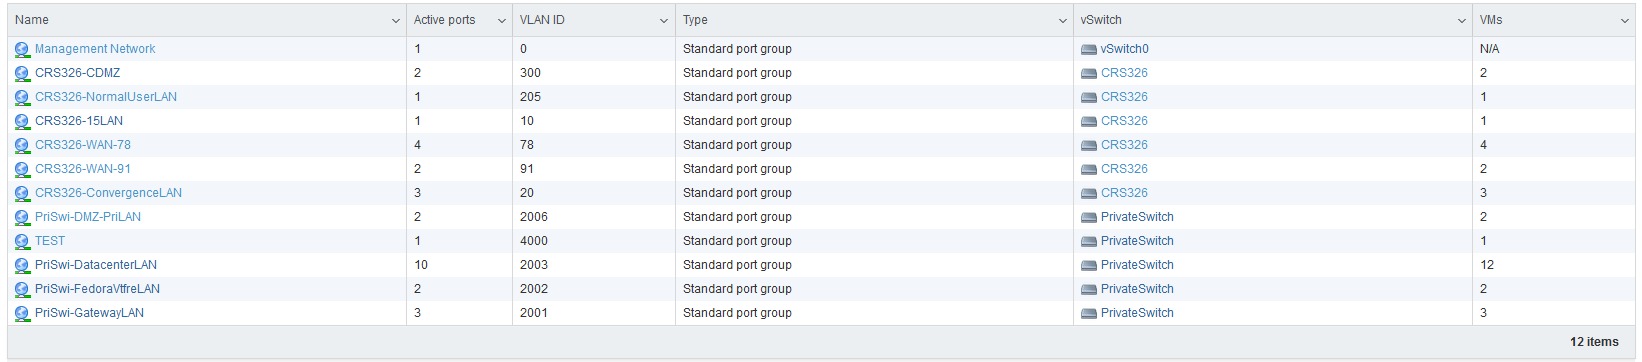 Name Active ports VLAN ID Type vSwitch VMs
Management Network 1 0 Standard port group vSwitch0 N/A
CRS326-CDMZ 2 300 Standard port group CRS326 2
CRS326-NormalUserLAN 1 205 Standard port group CRS326 1
CRS326-15LAN 1 10 Standard port group CRS326 1
CRS326-WAN-78 4 78 Standard port group CRS326 4
CRS326-WAN-91 2 91 Standard port group CRS326 2
CRS326-ConvergenceLAN 3 20 Standard port group CRS326 3
PriSwi-DMZ-PriLAN 2 2006 Standard port group PrivateSwitch 2
TEST 1 4000 Standard port group PrivateSwitch 1
PriSwi-DatacenterLAN 10 2003 Standard port group PrivateSwitch 12
PriSwi-FedoraVtfreLAN 2 2002 Standard port group PrivateSwitch 2
PriSwi-GatewayLAN 3 2001 Standard port group PrivateSwitch 3
12 items